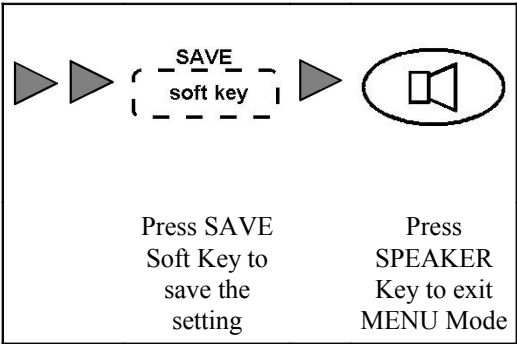 SAVE
soft key
Press SAVE
Soft Key to
save the
setting
Press
SPEAKER
Key to exit
MENU Mode